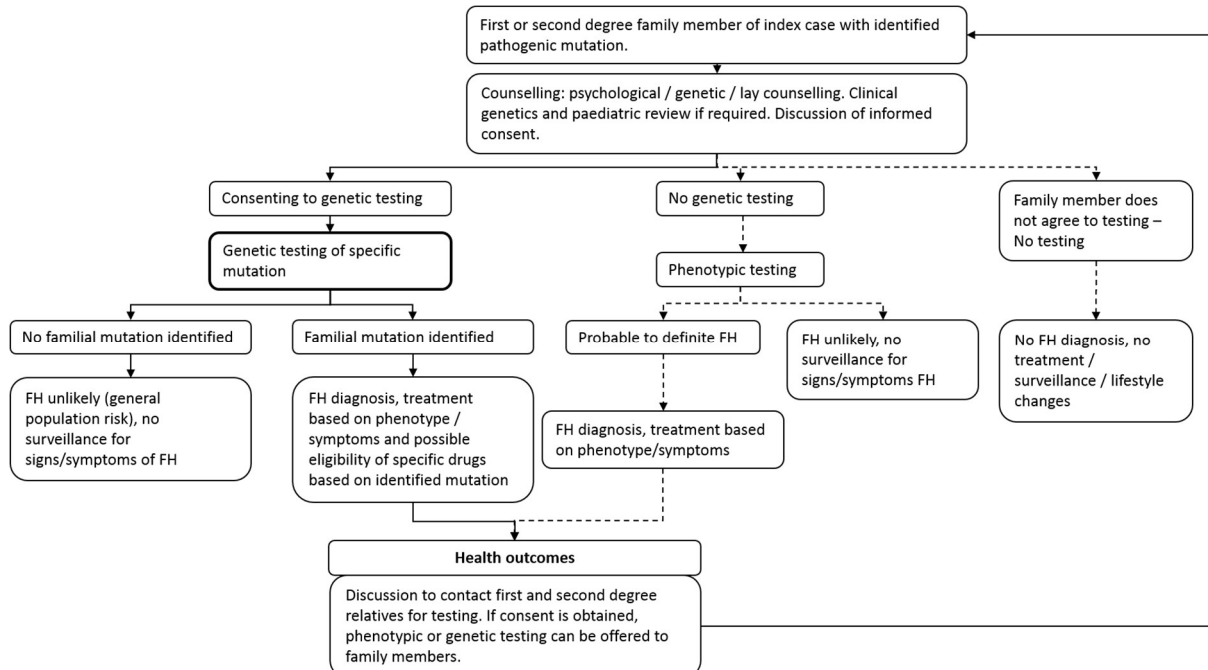 First or second degree family member of index case with identified
pathogenic mutation.
Counselling: psychological / genetic / lay counselling. Clinical
genetics and paediatric review if required. Discussion of informed
consent.
Consenting to genetic testing
No genetic testing
Family member does
not agree to testing –
No testing
Genetic testing of specific
mutation
Phenotypic testing
No familial mutation identified
Familial mutation identified
Probable to definite FH
FH unlikely, no
surveillance for
signs/symptoms FH
No FH diagnosis, no
treatment /
surveillance / lifestyle
changes
FH unlikely (general
population risk), no
surveillance for
signs/symptoms of FH
FH diagnosis, treatment
based on phenotype /
symptoms and possible
eligibility of specific drugs
based on identified mutation
FH diagnosis, treatment based
on phenotype/symptoms
Health outcomes
Discussion to contact first and second degree
relatives for testing. If consent is obtained,
phenotypic or genetic testing can be offered to
family members.